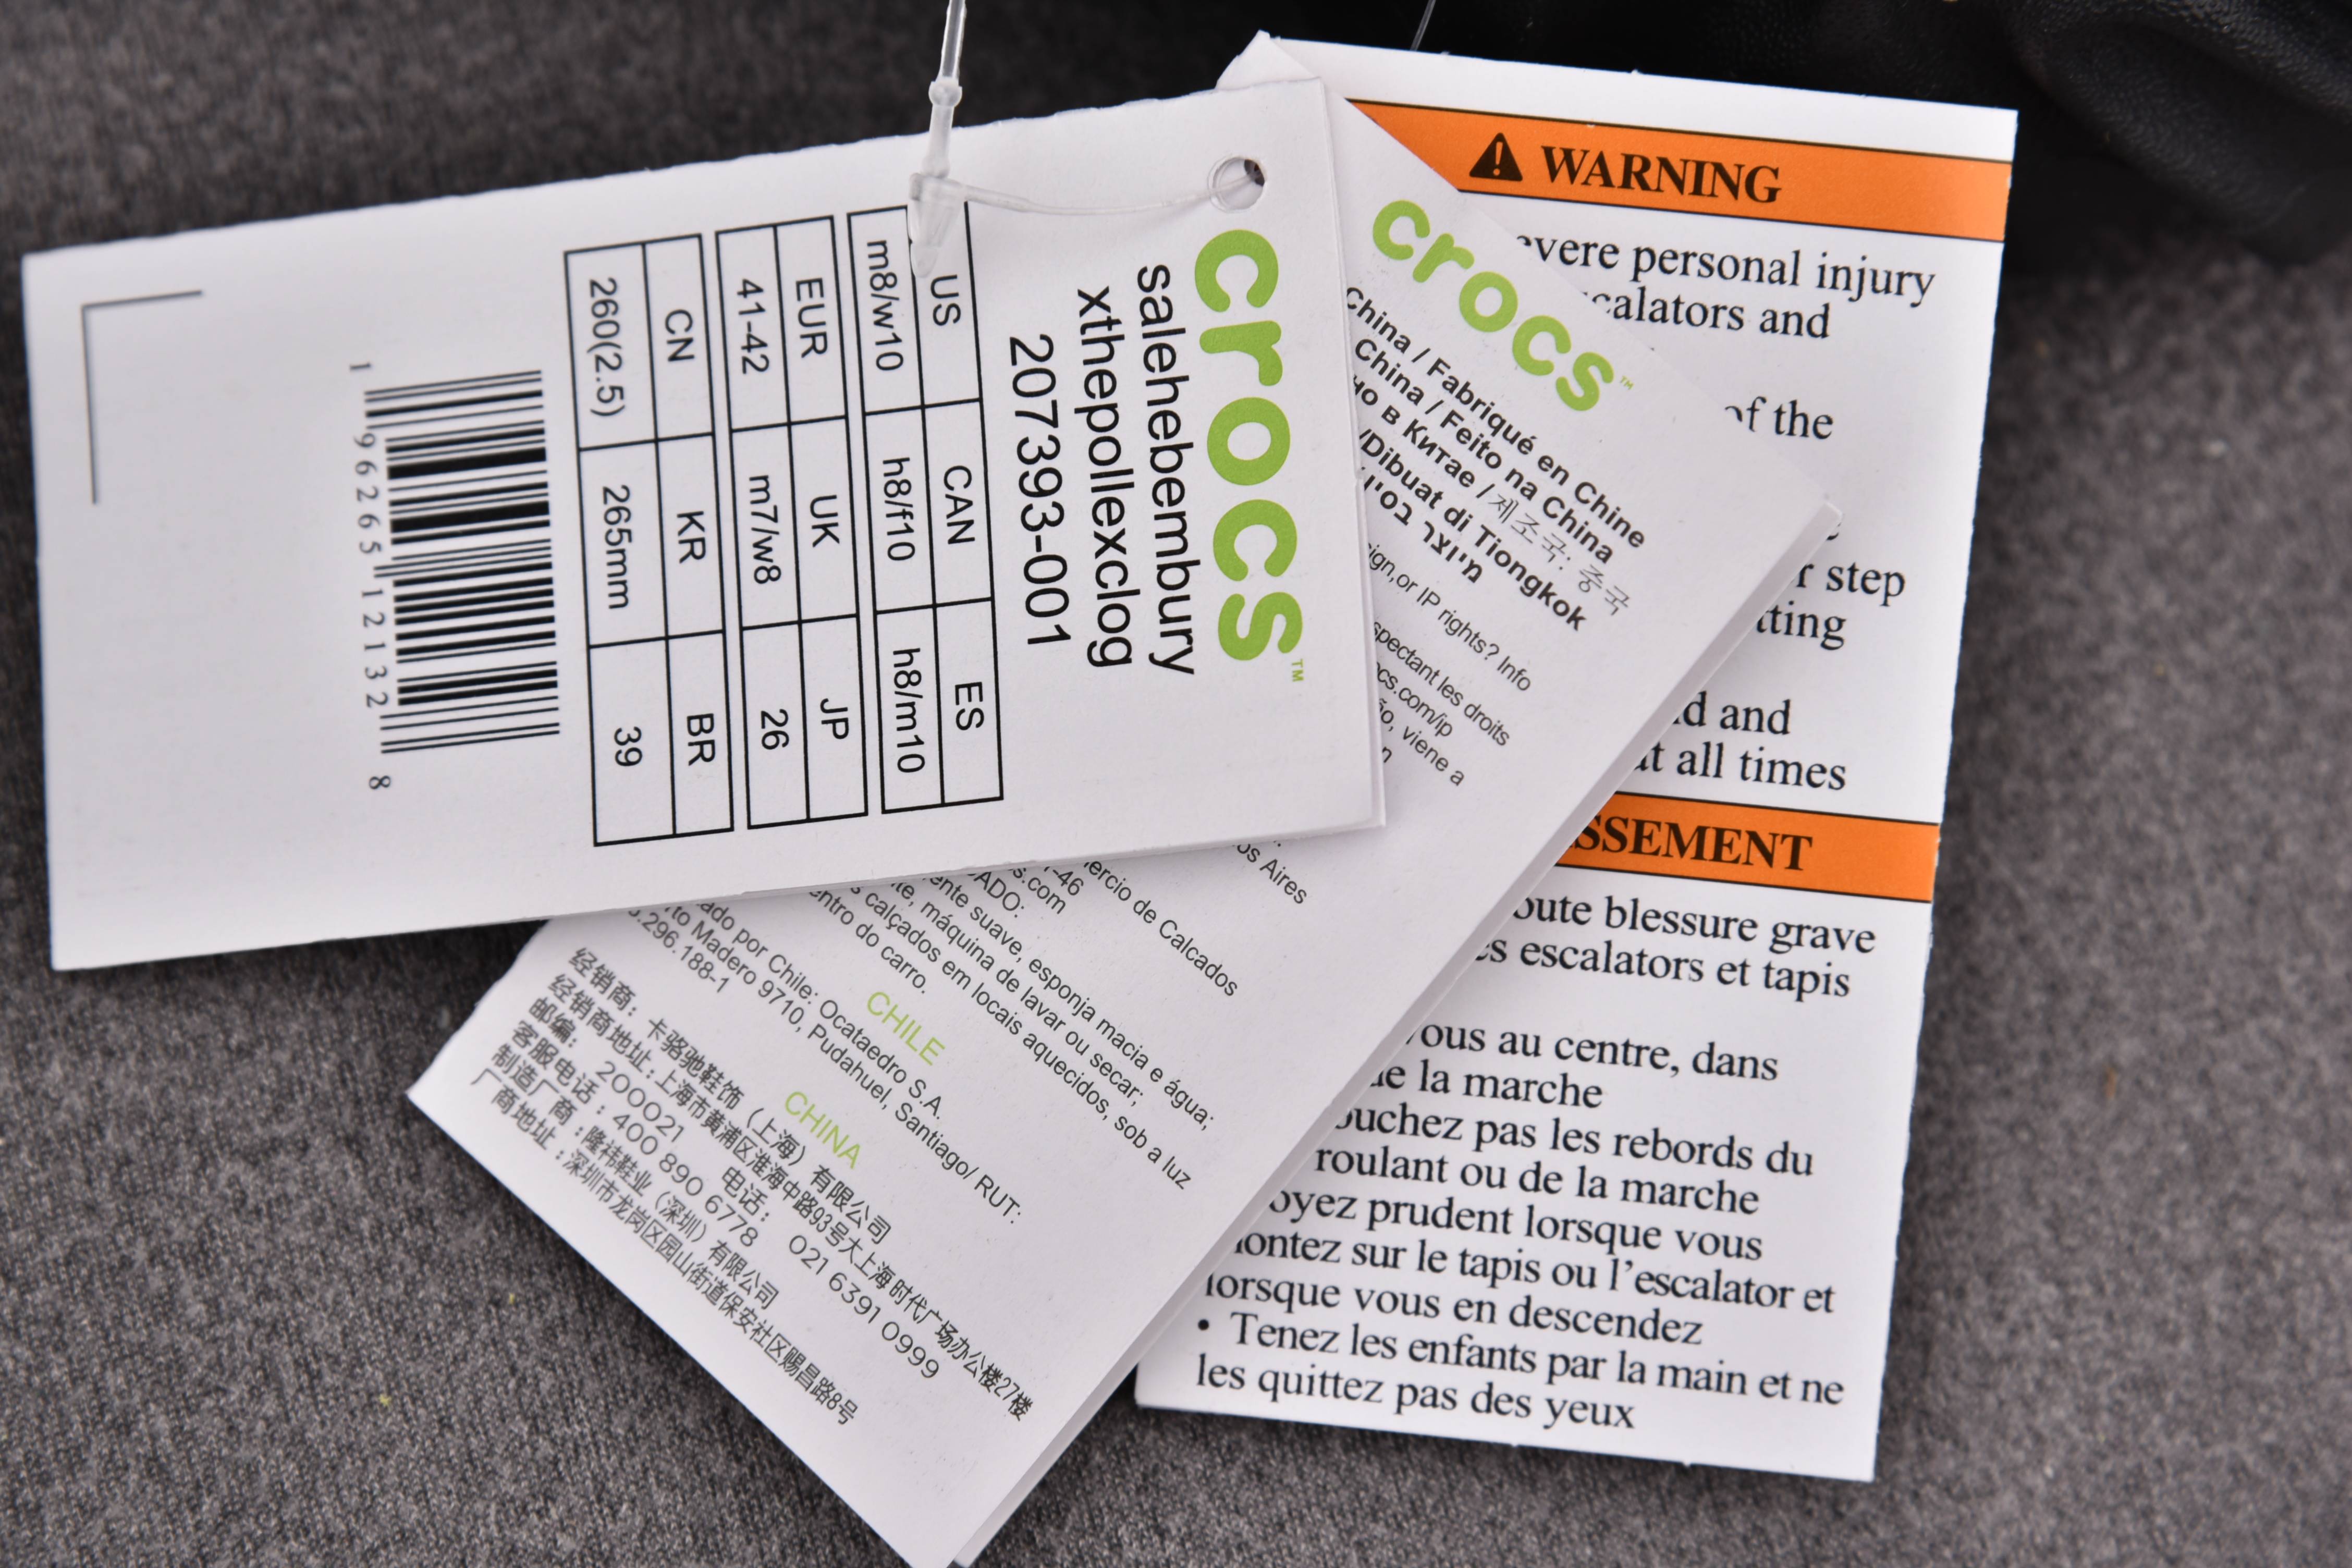 crocs™
salehebembury
xthepollexclog
207393-001
US CAN ES
m8/w10 h8/f10 h8/m10
EUR UK JP
41-42 m7/w8 26
CN KR BR
260(2.5) 265mm 39
1 96265 12132 8
crocs™
China / Fabriqué en Chine
China / Feito na China
но в Китае / 제조국: 중국
/Dibuat di Tiongkok
מיוצר בסין
ign,or IP rights? Info
specting les droits
ocs.com/ip
ão, viene a
n
os Aires
ercio de Calcados
-46
s.com
ADO:
ente suave, esponja macia e água;
te, máquina de lavar ou secar;
s calçados em locais aquecidos, sob a luz
entro do carro.
CHILE
ado por Chile: Ocataedro S.A.
to Madero 9710, Pudahuel, Santiago/ RUT:
.296.188-1
CHINA
经销商：卡骆驰鞋饰（上海）有限公司
经销商地址：上海市黄浦区淮海中路93号大上海时代广场办公楼27楼
邮编： 200021 电话： 021 6391 0999
客服电话：400 890 6778
制造厂商：隆祎鞋业（深圳）有限公司
厂商地址：深圳市龙岗区园山街道保安社区赐昌路8号
WARNING
evere personal injury
calators and
of the
r step
tting
d and
at all times
SSEMENT
oute blessure grave
es escalators et tapis
ous au centre, dans
de la marche
ouchez pas les rebords du
roulant ou de la marche
oyez prudent lorsque vous
montez sur le tapis ou l'escalator et
lorsque vous en descendez
• Tenez les enfants par la main et ne
les quittez pas des yeux